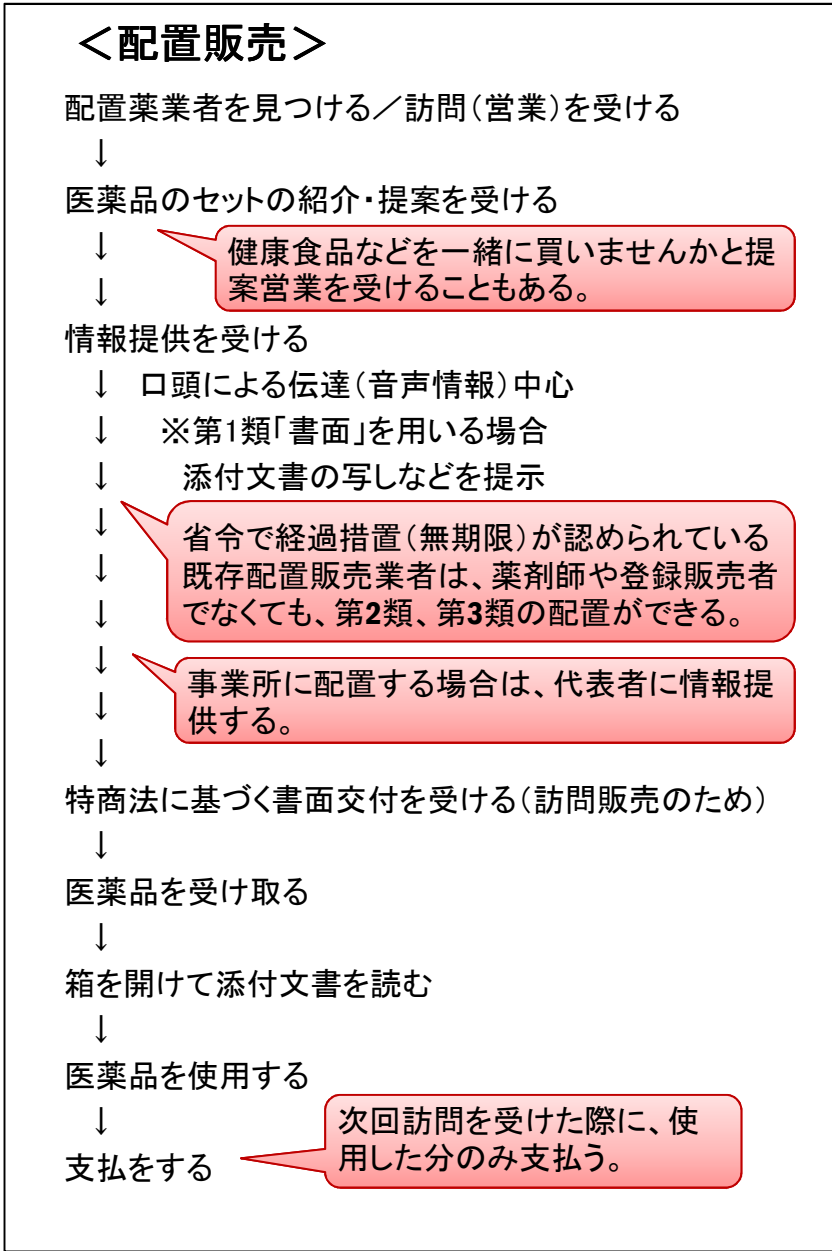 ＜配置販売＞
配置薬業者を見つける／訪問（営業）を受ける
↓
医薬品のセットの紹介・提案を受ける
↓
健康食品などを一緒に買いませんかと提
案営業を受けることもある。
↓
情報提供を受ける
↓ 口頭による伝達（音声情報）中心
↓ ※第1類「書面」を用いる場合
↓ 添付文書の写しなどを提示
↓
省令で経過措置（無期限）が認められている
↓
既存配置販売業者は、薬剤師や登録販売者
↓
でなくても、第2類、第3類の配置ができる。
↓
事業所に配置する場合は、代表者に情報提
↓
供する。
↓
特商法に基づく書面交付を受ける（訪問販売のため）
↓
医薬品を受け取る
↓
箱を開けて添付文書を読む
↓
医薬品を使用する
↓
次回訪問を受けた際に、使
用した分のみ支払う。
支払をする